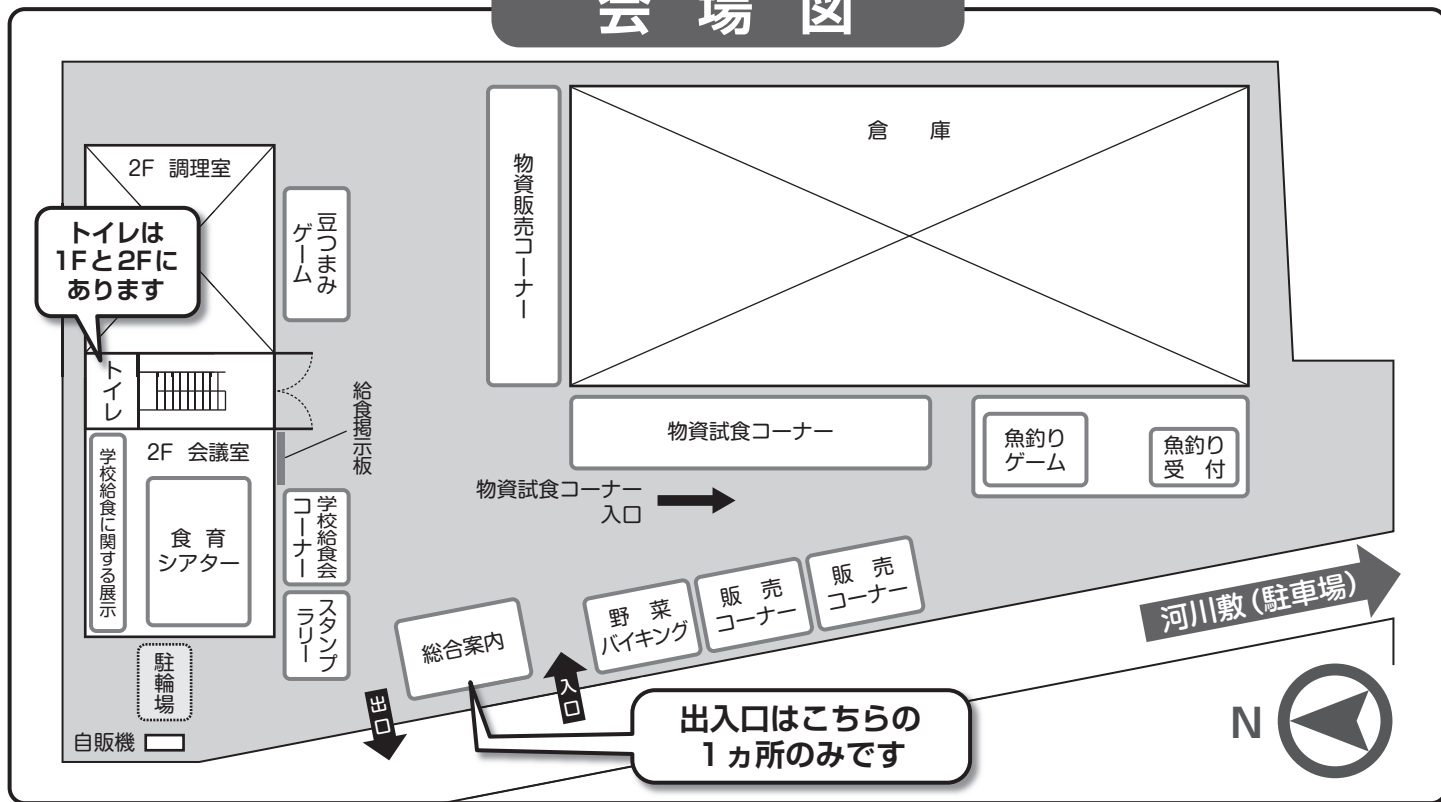 会場図
倉庫
物資販売コーナー
2F 調理室
トイレは
1Fと2Fに
あります
豆つまみ
ゲーム
トイレ
給食掲示板
2F 会議室
学校給食に関する展示
食育
シアター
学校給食会
コーナー
スタンプ
ラリー
物資試食コーナー
魚釣り
ゲーム
魚釣り
受付
物資試食コーナー
入口
野菜
バイキング
販売
コーナー
販売
コーナー
総合案内
河川敷(駐車場)
駐輪場
自販機
出口
入口
出入口はこちらの
1ヵ所のみです
N